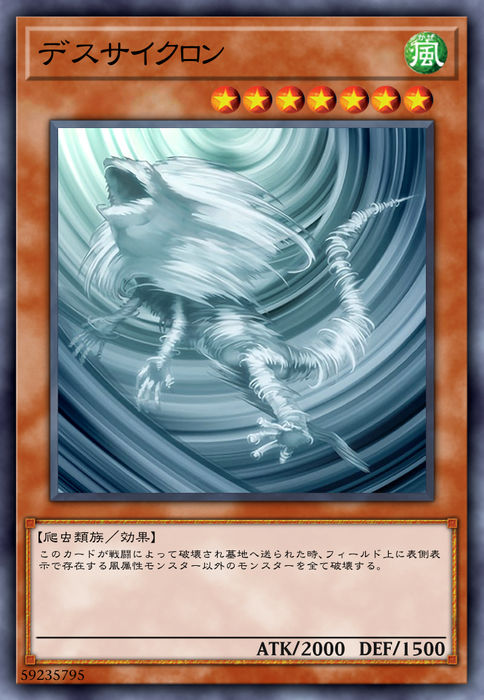 デスサイクロン
かぜ
風
【爬虫類族／効果】
このカードが戦闘によって破壊され墓地へ送られた時、フィールド上に表側表
示で存在する風属性モンスター以外のモンスターを全て破壊する。
ATK/2000 DEF/1500
59235795